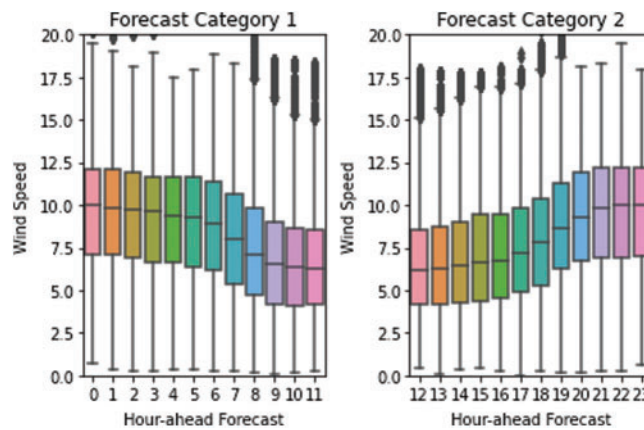 Forecast Category 1
Forecast Category 2
Wind Speed
20.0
17.5
15.0
12.5
10.0
7.5
5.0
2.5
0.0
0 1 2 3 4 5 6 7 8 9 10 11
Hour-ahead Forecast
Wind Speed
20.0
17.5
15.0
12.5
10.0
7.5
5.0
2.5
0.0
12 13 14 15 16 17 18 19 20 21 22 23
Hour-ahead Forecast